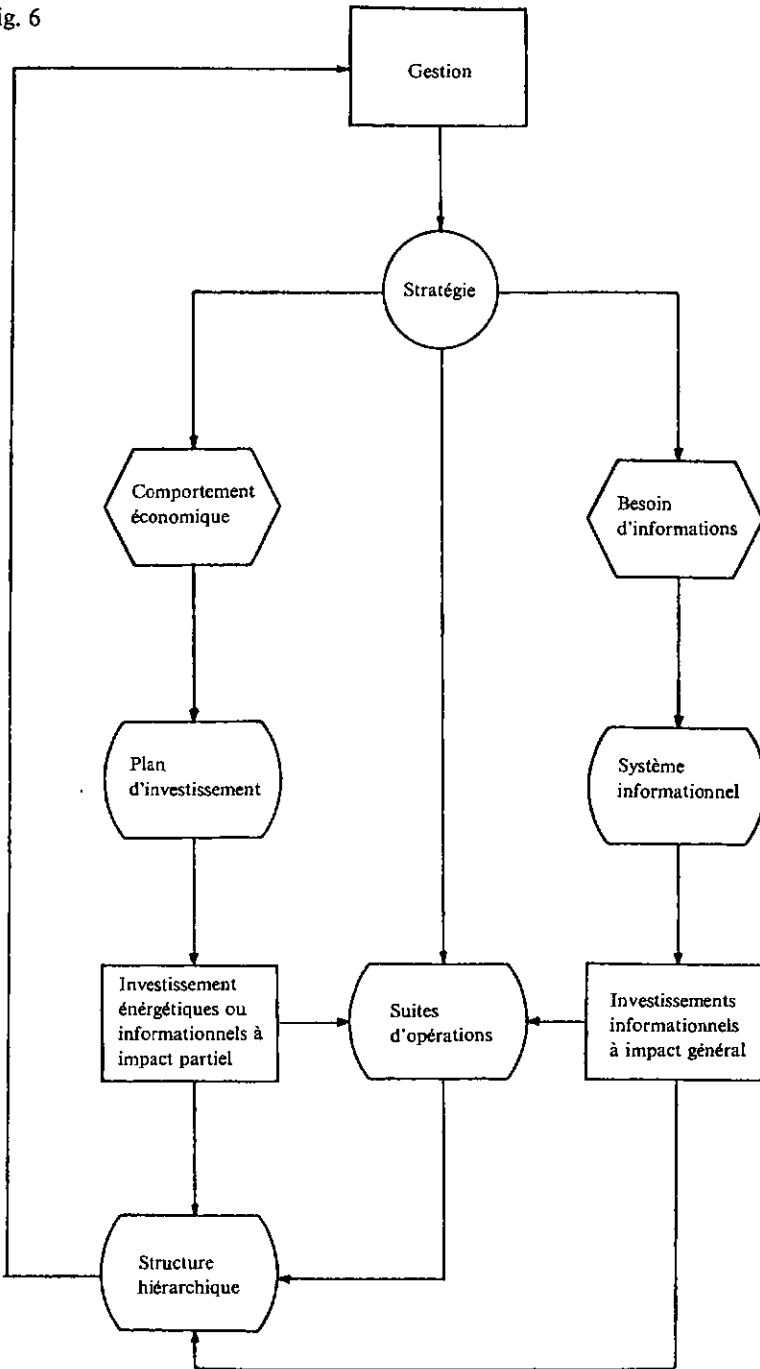 ig. 6
Gestion
Stratégie
Comportement
économique
Besoin
d'informations
Plan
d'investissement
Système
informationnel
Investissement
énérgétiques ou
informationnels à
impact partiel
Suites
d'opérations
Investissements
informationnels
à impact général
Structure
hiérarchique